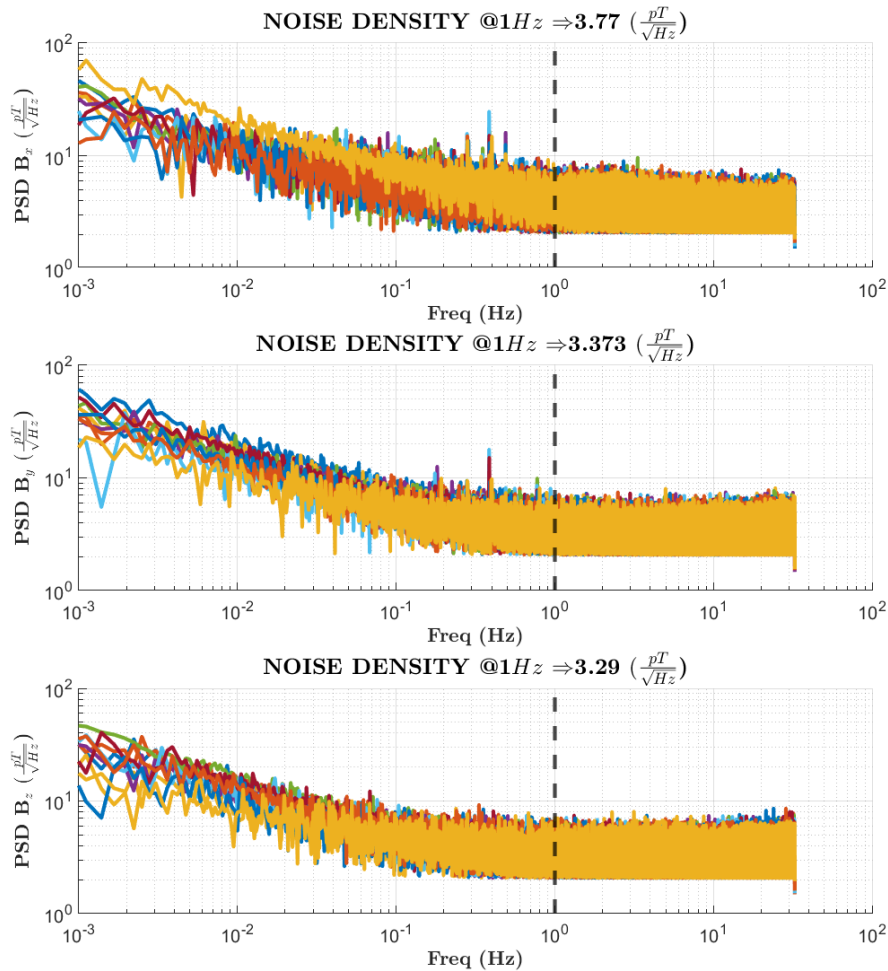 NOISE DENSITY @1Hz ⇒3.77 (pT/√Hz)
PSD Bₓ (pT/√Hz)
10²
10¹
10⁰
10⁻³ 10⁻² 10⁻¹ 10⁰ 10¹ 10²
Freq (Hz)
NOISE DENSITY @1Hz ⇒3.373 (pT/√Hz)
PSD Bᵧ (pT/√Hz)
10²
10¹
10⁰
10⁻³ 10⁻² 10⁻¹ 10⁰ 10¹ 10²
Freq (Hz)
NOISE DENSITY @1Hz ⇒3.29 (pT/√Hz)
PSD B_z (pT/√Hz)
10²
10¹
10⁰
10⁻³ 10⁻² 10⁻¹ 10⁰ 10¹ 10²
Freq (Hz)